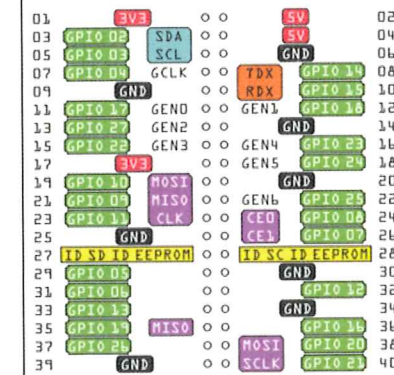 01 3V3 5V 02
03 GPIO 02 SDA 5V 04
05 GPIO 03 SCL GND 06
07 GPIO 04 GCLK TDX GPIO 14 08
09 GND RDX GPIO 15 10
11 GPIO 17 GEN0 GEN1 GPIO 18 12
13 GPIO 27 GEN2 GND 14
15 GPIO 22 GEN3 GEN4 GPIO 23 16
17 3V3 GEN5 GPIO 24 18
19 GPIO 10 MOSI GND 20
21 GPIO 09 MISO GEN6 GPIO 25 22
23 GPIO 11 CLK CE0 GPIO 08 24
25 GND CE1 GPIO 07 26
27 ID SD ID EEPROM ID SC ID EEPROM 28
29 GPIO 05 GND 30
31 GPIO 06 GPIO 12 32
33 GPIO 13 GND 34
35 GPIO 19 MISO GPIO 16 36
37 GPIO 26 MOSI GPIO 20 38
39 GND SCLK GPIO 21 40